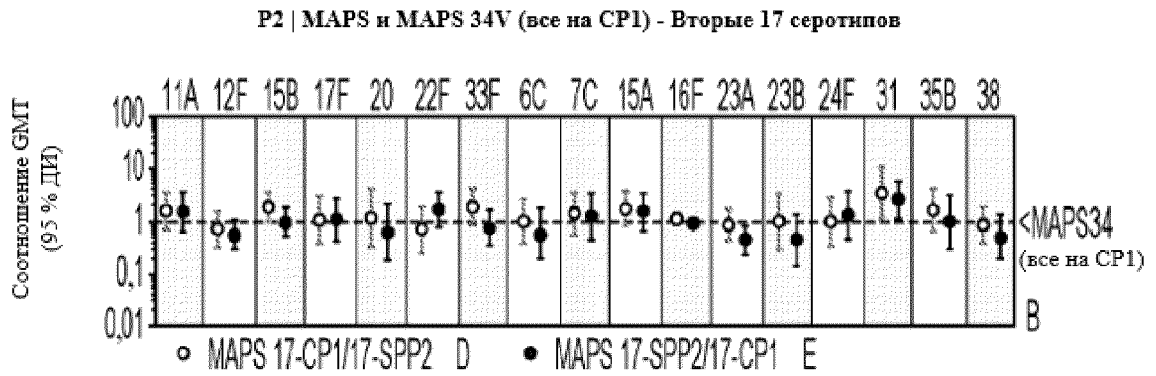 P2 | MAPS и MAPS 34V (все на CP1) - Вторые 17 серотипов
11A 12F 15B 17F 20 22F 33F 6C 7C 15A 16F 23A 23B 24F 31 35B 38
Соотношение GMT
(95 % ДИ)
100
10
1
0,1
0,01
<MAPS34
(все на CP1)
B
MAPS 17-CP1/17-SPP2 D MAPS 17-SPP2/17-CP1 E